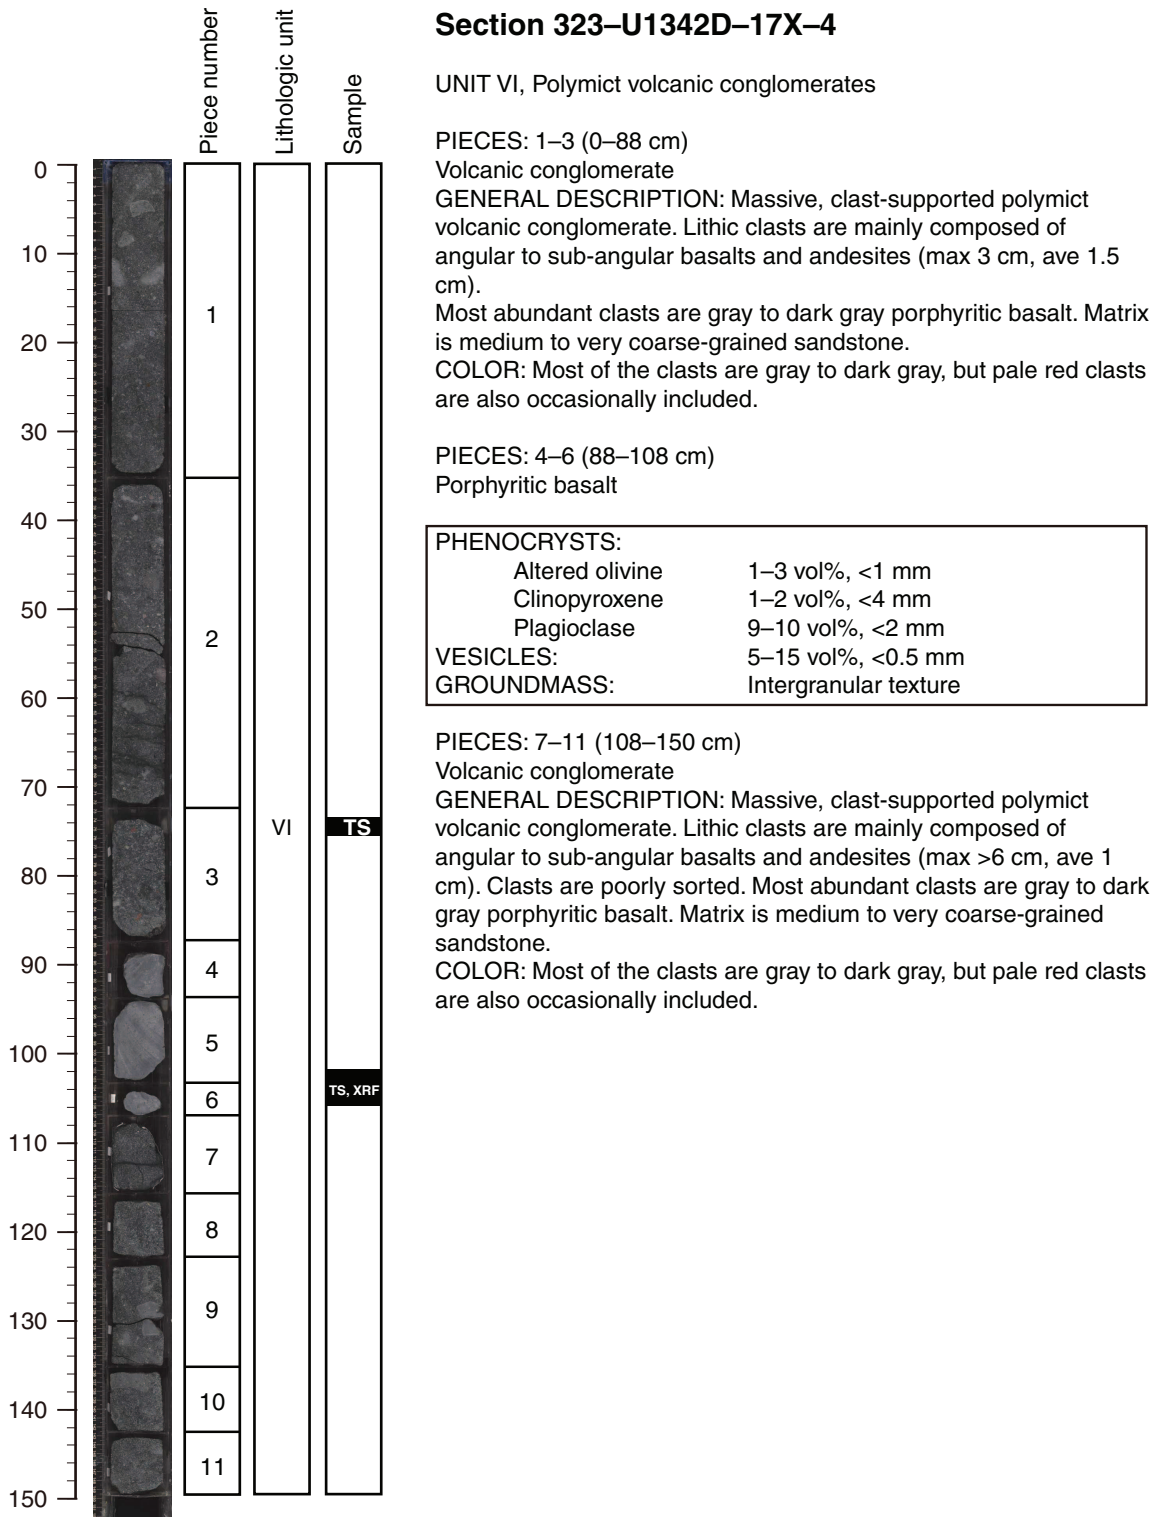 Piece number
Lithologic unit
Sample
Section 323–U1342D–17X–4
UNIT VI, Polymict volcanic conglomerates
PIECES: 1–3 (0–88 cm)
Volcanic conglomerate
GENERAL DESCRIPTION: Massive, clast-supported polymict
volcanic conglomerate. Lithic clasts are mainly composed of
angular to sub-angular basalts and andesites (max 3 cm, ave 1.5
cm).
Most abundant clasts are gray to dark gray porphyritic basalt. Matrix
is medium to very coarse-grained sandstone.
COLOR: Most of the clasts are gray to dark gray, but pale red clasts
are also occasionally included.
PIECES: 4–6 (88–108 cm)
Porphyritic basalt
PHENOCRYSTS:
Altered olivine 1–3 vol%, <1 mm
Clinopyroxene 1–2 vol%, <4 mm
Plagioclase 9–10 vol%, <2 mm
VESICLES: 5–15 vol%, <0.5 mm
GROUNDMASS: Intergranular texture
PIECES: 7–11 (108–150 cm)
Volcanic conglomerate
GENERAL DESCRIPTION: Massive, clast-supported polymict
volcanic conglomerate. Lithic clasts are mainly composed of
angular to sub-angular basalts and andesites (max >6 cm, ave 1
cm). Clasts are poorly sorted. Most abundant clasts are gray to dark
gray porphyritic basalt. Matrix is medium to very coarse-grained
sandstone.
COLOR: Most of the clasts are gray to dark gray, but pale red clasts
are also occasionally included.
0
10
20
30
40
50
60
70
80
90
100
110
120
130
140
150
1
2
3
4
5
6
7
8
9
10
11
VI
TS
TS, XRF